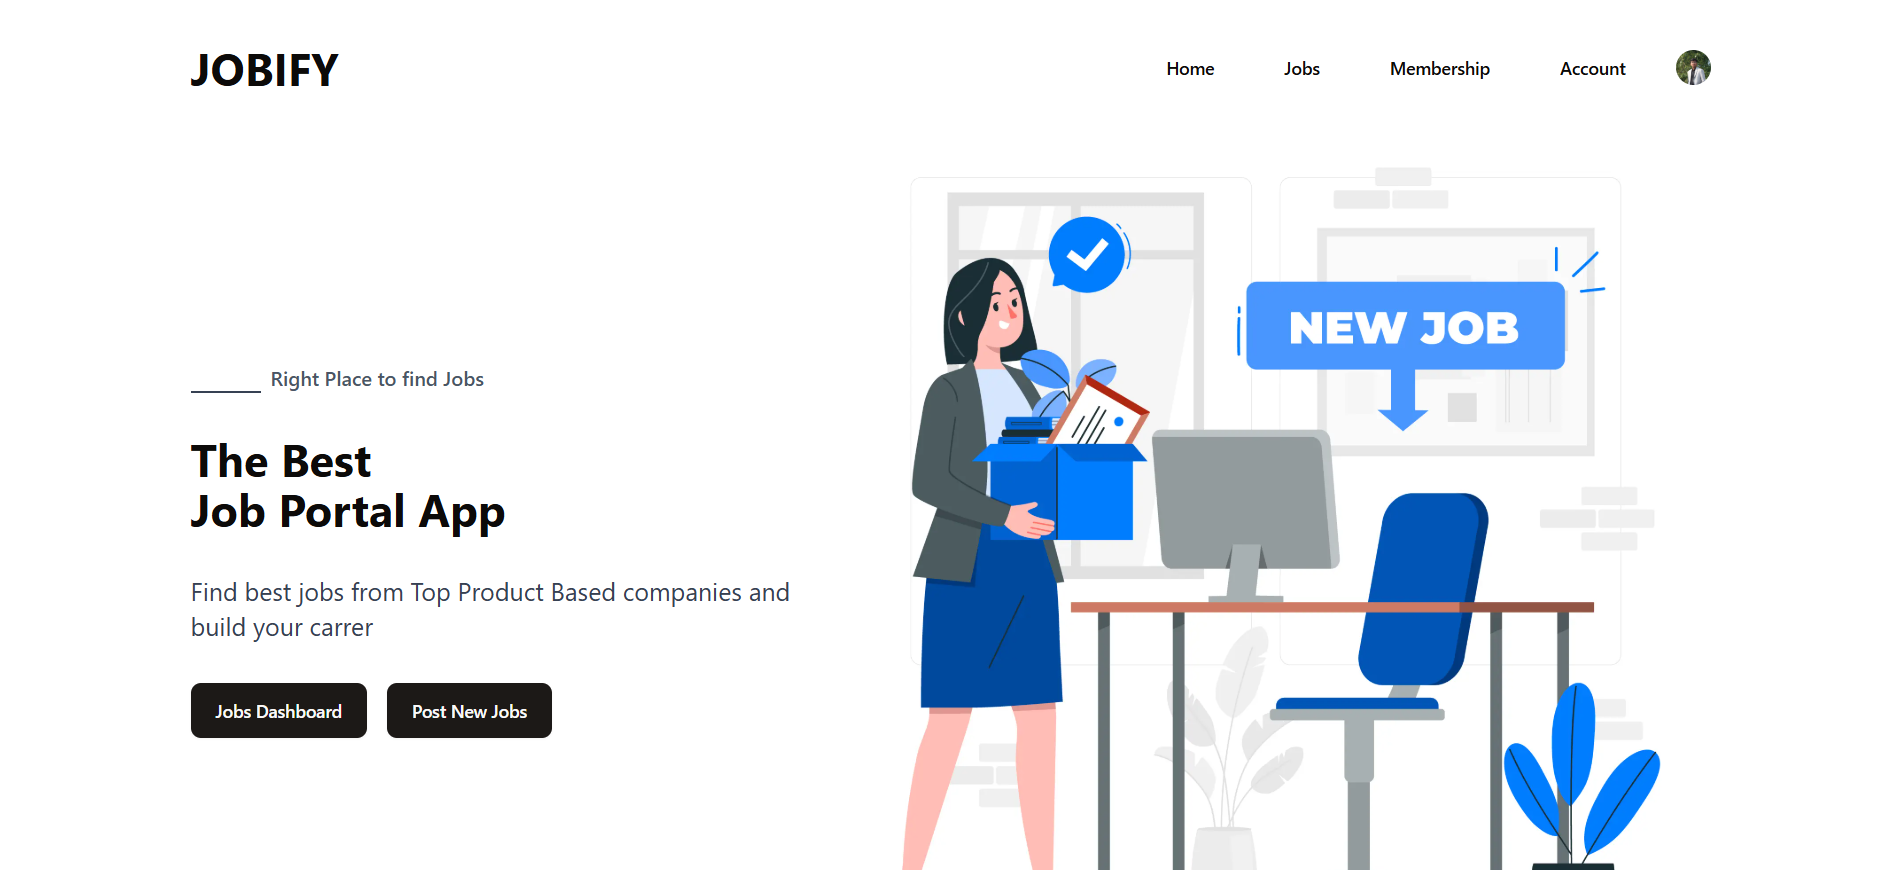 JOBIFY
Home Jobs Membership Account
Right Place to find Jobs
The Best
Job Portal App
Find best jobs from Top Product Based companies and
build your carrer
Jobs Dashboard Post New Jobs
NEW JOB